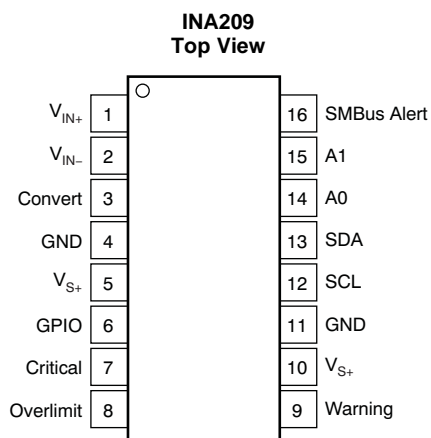 INA209
Top View
V_IN+ 1 16 SMBus Alert
V_IN– 2 15 A1
Convert 3 14 A0
GND 4 13 SDA
V_S+ 5 12 SCL
GPIO 6 11 GND
Critical 7 10 V_S+
Overlimit 8 9 Warning